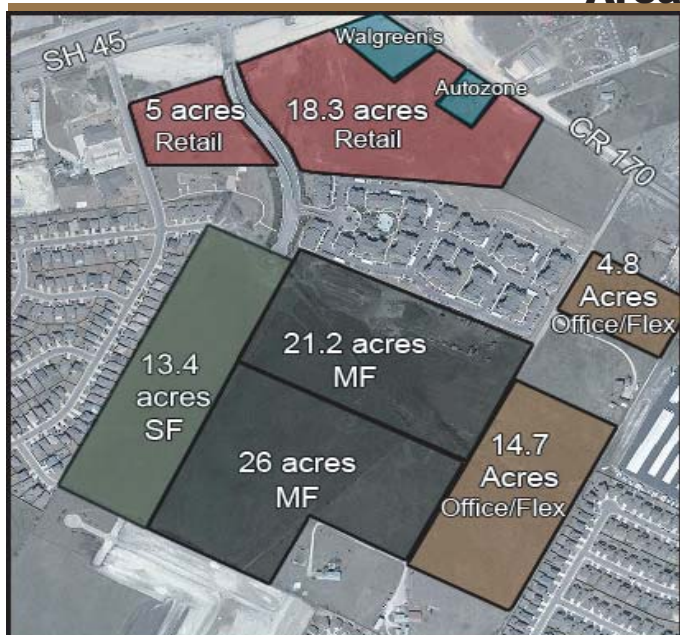 SH 45
Walgreen's
Autozone
5 acres
Retail
18.3 acres
Retail
CR 170
4.8
Acres
Office/Flex
21.2 acres
MF
13.4
acres
SF
26 acres
MF
14.7
Acres
Office/Flex